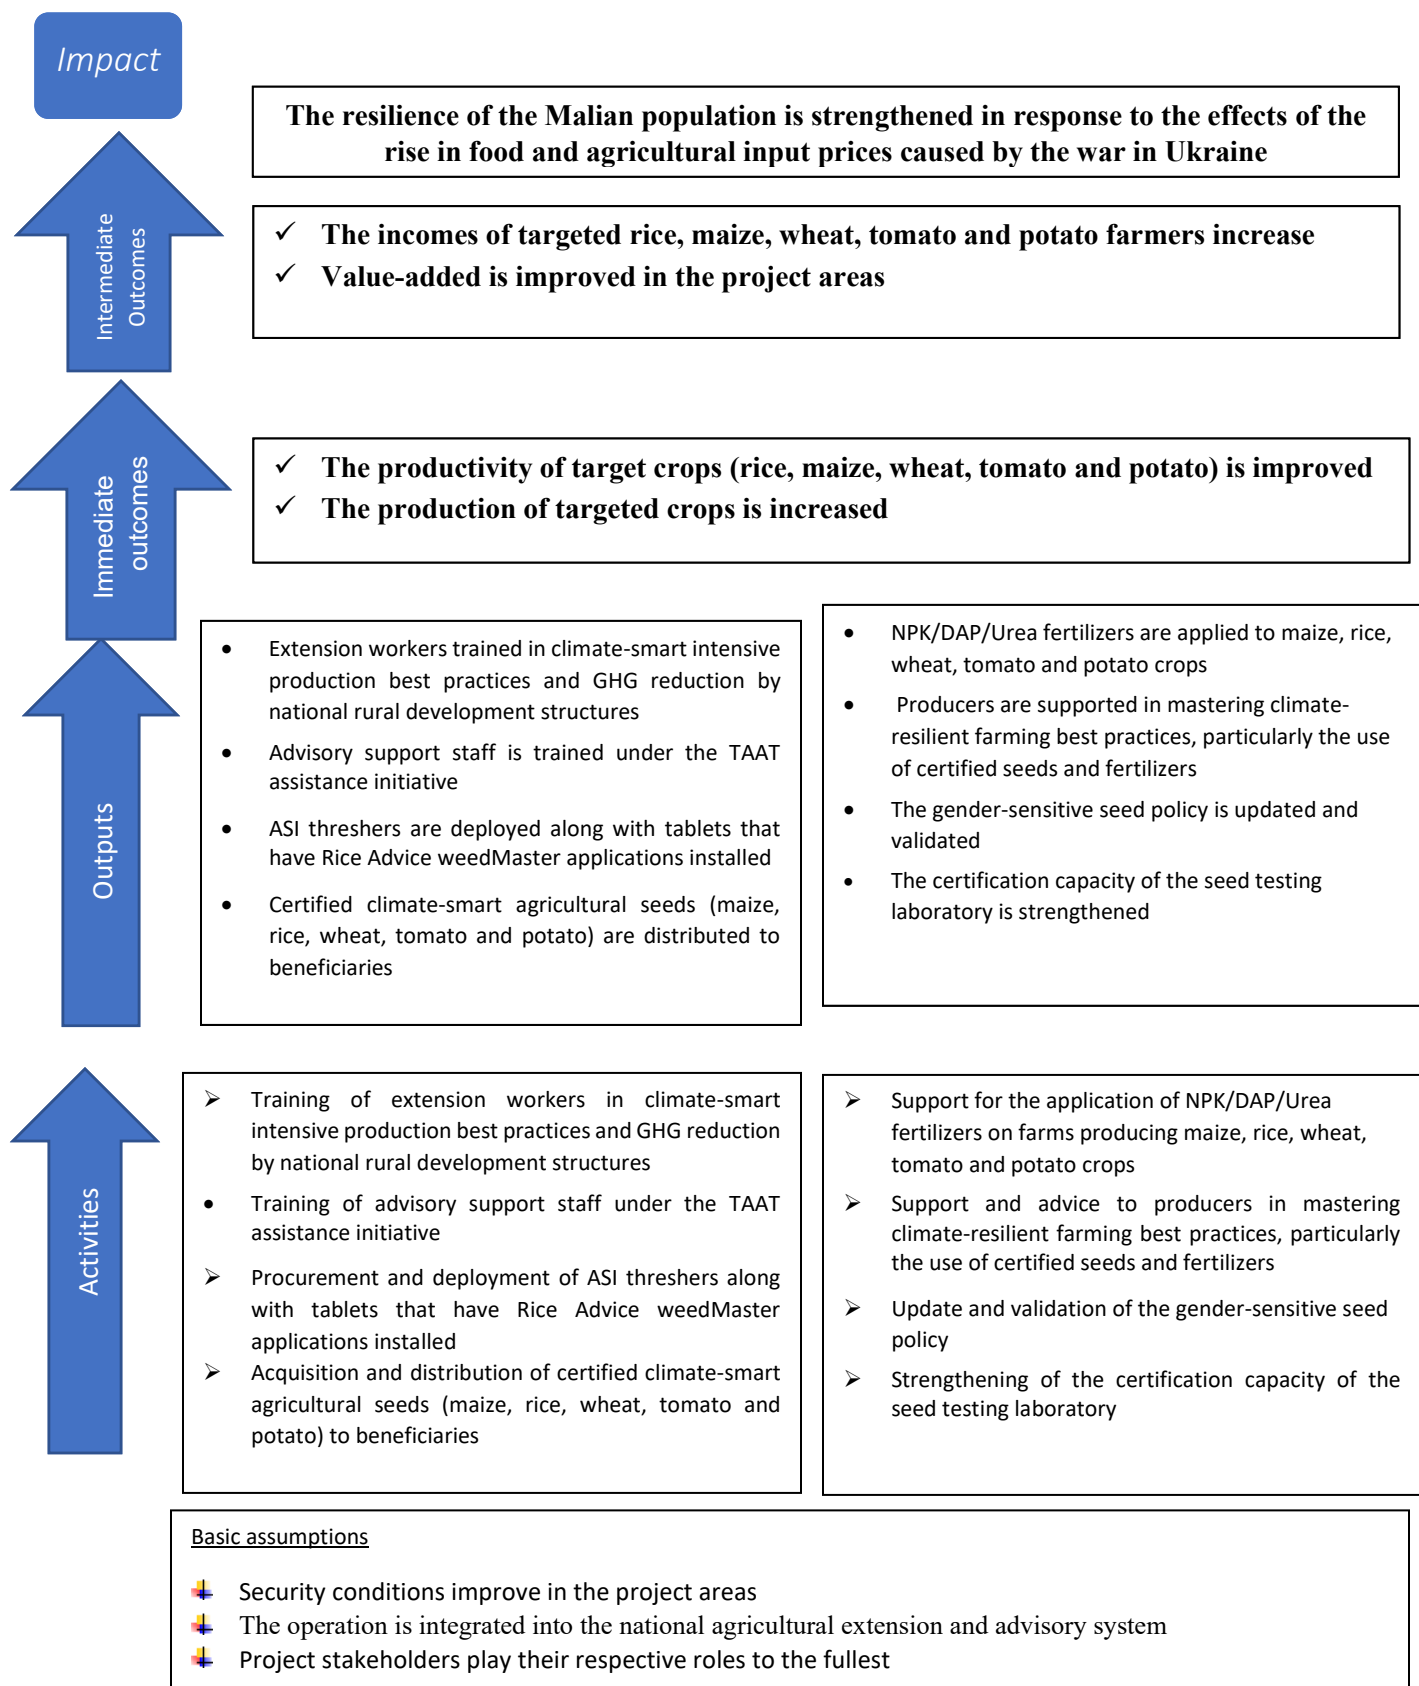 Impact
The resilience of the Malian population is strengthened in response to the effects of the
rise in food and agricultural input prices caused by the war in Ukraine
Intermediate
Outcomes
✓ The incomes of targeted rice, maize, wheat, tomato and potato farmers increase
✓ Value-added is improved in the project areas
Immediate
outcomes
✓ The productivity of target crops (rice, maize, wheat, tomato and potato) is improved
✓ The production of targeted crops is increased
Outputs
• Extension workers trained in climate-smart intensive
production best practices and GHG reduction by
national rural development structures
• Advisory support staff is trained under the TAAT
assistance initiative
• ASI threshers are deployed along with tablets that
have Rice Advice weedMaster applications installed
• Certified climate-smart agricultural seeds (maize,
rice, wheat, tomato and potato) are distributed to
beneficiaries
• NPK/DAP/Urea fertilizers are applied to maize, rice,
wheat, tomato and potato crops
• Producers are supported in mastering climate-
resilient farming best practices, particularly the use
of certified seeds and fertilizers
• The gender-sensitive seed policy is updated and
validated
• The certification capacity of the seed testing
laboratory is strengthened
Activities
➢ Training of extension workers in climate-smart
intensive production best practices and GHG reduction
by national rural development structures
• Training of advisory support staff under the TAAT
assistance initiative
➢ Procurement and deployment of ASI threshers along
with tablets that have Rice Advice weedMaster
applications installed
➢ Acquisition and distribution of certified climate-smart
agricultural seeds (maize, rice, wheat, tomato and
potato) to beneficiaries
➢ Support for the application of NPK/DAP/Urea
fertilizers on farms producing maize, rice, wheat,
tomato and potato crops
➢ Support and advice to producers in mastering
climate-resilient farming best practices, particularly
the use of certified seeds and fertilizers
➢ Update and validation of the gender-sensitive seed
policy
➢ Strengthening of the certification capacity of the
seed testing laboratory
Basic assumptions
Security conditions improve in the project areas
The operation is integrated into the national agricultural extension and advisory system
Project stakeholders play their respective roles to the fullest